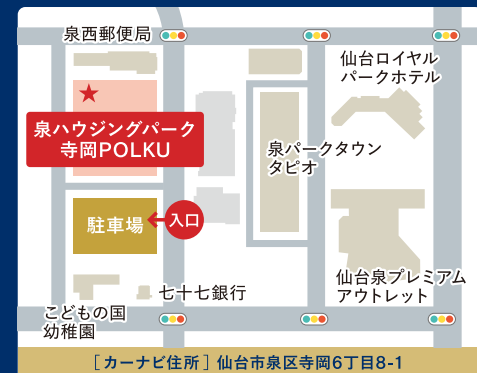 泉西郵便局
仙台ロイヤル
パークホテル
泉ハウジングパーク
寺岡POLKU
泉パークタウン
タピオ
駐車場
入口
仙台泉プレミアム
アウトレット
七十七銀行
こどもの国
幼稚園
[カーナビ住所] 仙台市泉区寺岡6丁目8-1